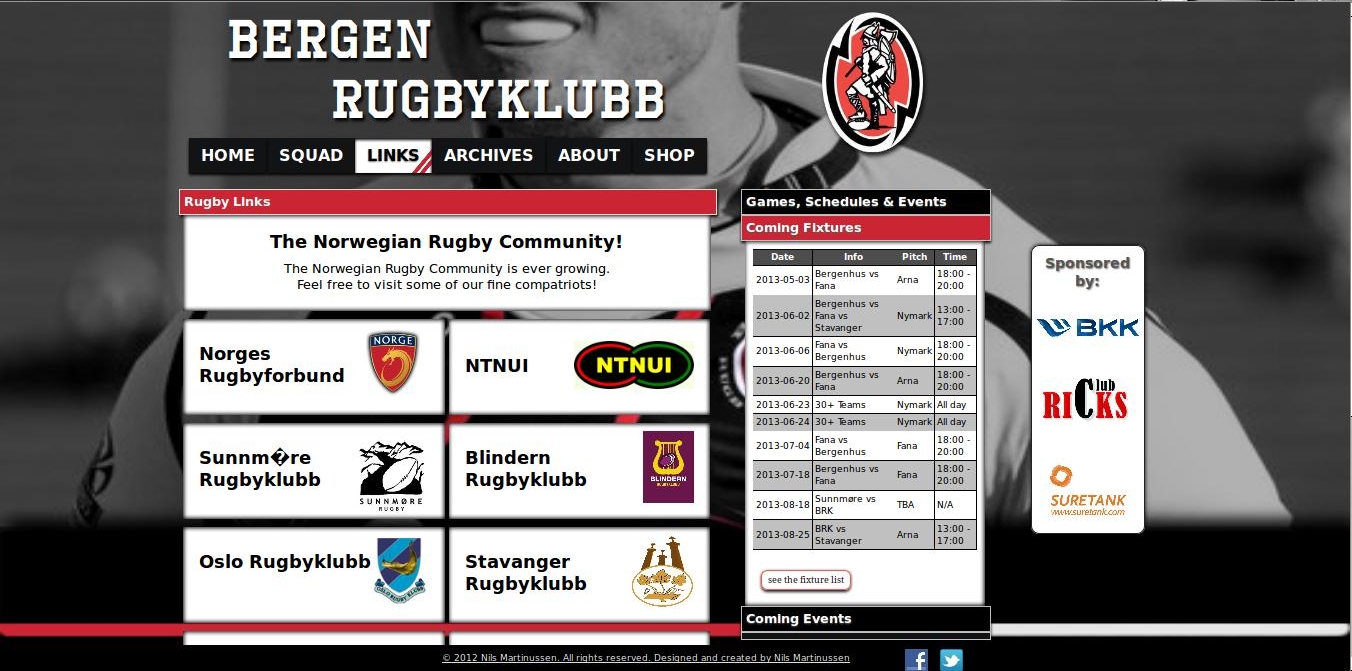 BERGEN
RUGBYKLUBB
HOME SQUAD LINKS ARCHIVES ABOUT SHOP
Rugby Links
The Norwegian Rugby Community!
The Norwegian Rugby Community is ever growing.
Feel free to visit some of our fine compatriots!
Norges
Rugbyforbund
NORGE
NTNUI
NTNUI
Sunnm�re
Rugbyklubb
SUNNMØRE
RUGBY
Blindern
Rugbyklubb
BLINDERN
Oslo Rugbyklubb
OSLO RUGBY KLUBB
Stavanger
Rugbyklubb
Games, Schedules & Events
Coming Fixtures
Date Info Pitch Time
2013-05-03 Bergenhus vs Fana Arna 18:00 - 20:00
2013-06-02 Bergenhus vs Fana vs Stavanger Nymark 13:00 - 17:00
2013-06-06 Fana vs Bergenhus Nymark 18:00 - 20:00
2013-06-20 Bergenhus vs Fana Arna 18:00 - 20:00
2013-06-23 30+ Teams Nymark All day
2013-06-24 30+ Teams Nymark All day
2013-07-04 Fana vs Bergenhus Fana 18:00 - 20:00
2013-07-18 Bergenhus vs Fana Fana 18:00 - 20:00
2013-08-18 Sunnmøre vs BRK TBA N/A
2013-08-25 BRK vs Stavanger Arna 13:00 - 17:00
see the fixture list
Coming Events
Sponsored
by:
BKK
RICKS
lub
SURETANK
www.suretank.com
© 2012 Nils Martinussen. All rights reserved. Designed and created by Nils Martinussen